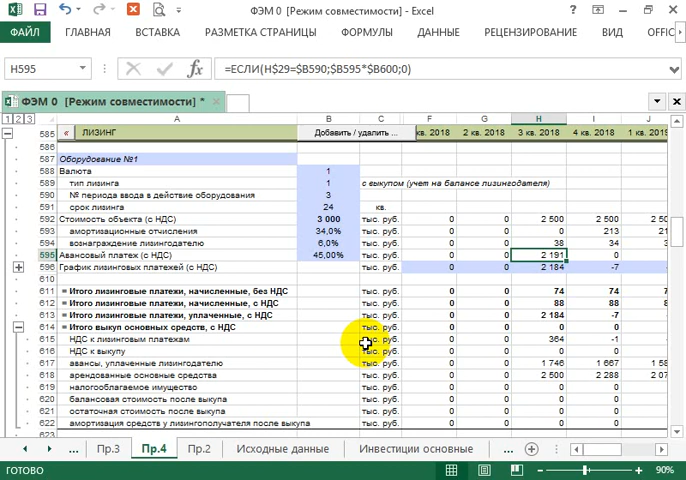 ФЭМ 0 [Режим совместимости] - Excel
ФАЙЛ ГЛАВНАЯ ВСТАВКА РАЗМЕТКА СТРАНИЦЫ ФОРМУЛЫ ДАННЫЕ РЕЦЕНЗИРОВАНИЕ ВИД OFFIC
H595 =ЕСЛИ(H$29=$B590;$B595*$B600;0)
ФЭМ 0 [Режим совместимости] *
1 2 3 A B C F G H I J
585 « ЛИЗИНГ Добавить / удалить ... кв. 2018 2 кв. 2018 3 кв. 2018 4 кв. 2018 1 кв. 2019
586
587 Оборудование №1
588 Валюта 1
589 тип лизинга 1 с выкупом (учет на балансе лизингодателя)
590 № периода ввода в действие оборудования 3
591 срок лизинга 24 кв.
592 Стоимость объекта (с НДС) 3 000 тыс. руб. 0 0 2 500 2 500 2 50
593 амортизационные отчисления 34,0% тыс. руб. 0 0 0 213 21
594 вознаграждение лизингодателю 6,0% тыс. руб. 0 0 38 34 3
595 Авансовый платеж (с НДС) 45,00% тыс. руб. 0 0 2 191 0
596 График лизинговых платежей (с НДС) тыс. руб. 0 0 2 184 -7
610
611 = Итого лизинговые платежи, начисленные, без НДС тыс. руб. 0 0 74 74 7
612 = Итого лизинговые платежи, начисленные, с НДС тыс. руб. 0 0 88 88 8
613 = Итого лизинговые платежи, уплаченные, с НДС тыс. руб. 0 0 2 184 -7
614 = Итого выкуп основных средств, с НДС тыс. руб. 0 0 0 0
615 НДС к лизинговым платежам тыс. руб. 0 0 364 -1
616 НДС к выкупу тыс. руб. 0 0 0 0
617 авансы, уплаченные лизингодателю тыс. руб. 0 0 1 746 1 667 1 58
618 арендованные основные средства тыс. руб. 0 0 2 500 2 288 2 07
619 налогооблагаемое имущество тыс. руб. 0 0 0 0
620 балансовая стоимость после выкупа тыс. руб. 0 0 0 0
621 остаточная стоимость после выкупа тыс. руб. 0 0 0 0
622 амортизация средств у лизингополучателя после выкупа тыс. руб. 0 0 0 0
623
... Пр.3 Пр.4 Пр.2 Исходные данные Инвестиции основные ...
ГОТОВО 90%